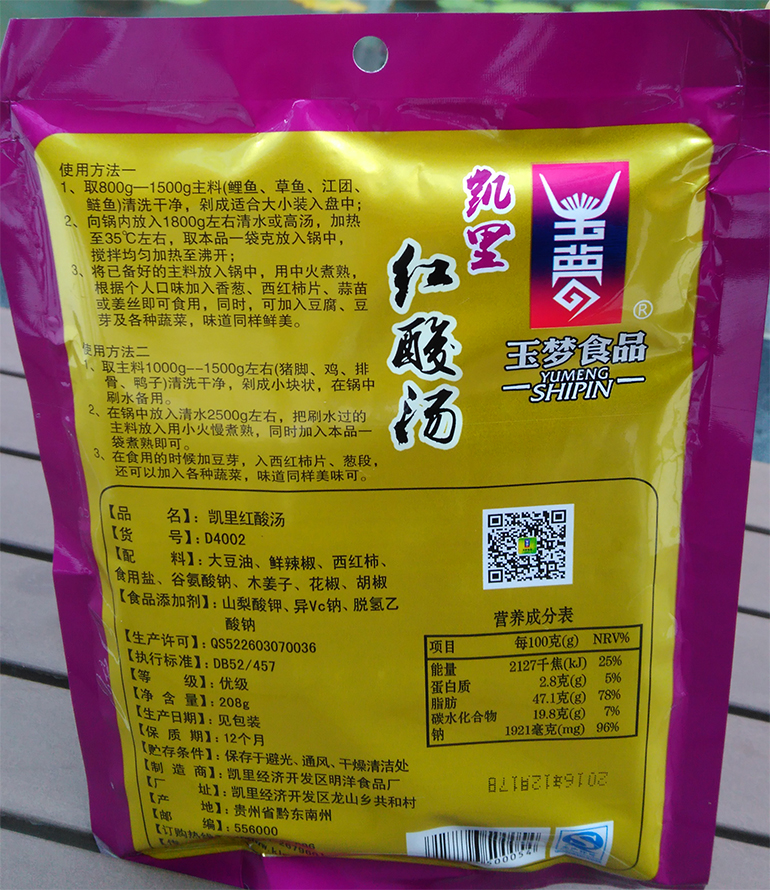 使用方法一
1、取800g—1500g主料(鲤鱼、草鱼、江团、
鲢鱼)清洗干净，剁成适合大小装入盘中；
2、向锅内放入1800g左右清水或高汤，加热
至35℃左右，取本品一袋克放入锅中，
搅拌均匀加热至沸开；
3、将已备好的主料放入锅中，用中火煮熟，
根据个人口味加入香葱、西红柿片、蒜苗
或姜丝即可食用，同时，可加入豆腐、豆
芽及各种蔬菜，味道同样鲜美。
使用方法二
1、取主料1000g--1500g左右(猪脚、鸡、排
骨、鸭子)清洗干净，剁成小块状，在锅中
刷水备用。
2、在锅中放入清水2500g左右，把刷水过的
主料放入用小火慢煮熟，同时加入本品一
袋煮熟即可。
3、在食用的时候加豆芽，入西红柿片、葱段，
还可以加入各种蔬菜，味道同样美味可。
凯里
红酸汤
玉梦
®
玉梦食品
YUMENG
SHIPIN
【品 名】：凯里红酸汤
【货 号】：D4002
【配 料】：大豆油、鲜辣椒、西红柿、
食用盐、谷氨酸钠、木姜子、花椒、胡椒
【食品添加剂】：山梨酸钾、异Vc钠、脱氢乙
酸钠
【生产许可】：QS522603070036
【执行标准】：DB52/457
【等 级】：优级
【净 含 量】：208g
【生产日期】：见包装
【保 质 期】：12个月
【贮存条件】：保存于避光、通风、干燥清洁处
【制 造 商】：凯里经济开发区明洋食品厂
【厂 址】：凯里经济开发区龙山乡共和村
【产 地】：贵州省黔东南州
【邮 编】：556000
【订购热线
营养成分表
项目 每100克(g) NRV%
能量 2127千焦(kJ) 25%
蛋白质 2.8克(g) 5%
脂肪 47.1克(g) 78%
碳水化合物 19.8克(g) 7%
钠 1921毫克(mg) 96%
2016年12月17日
500054